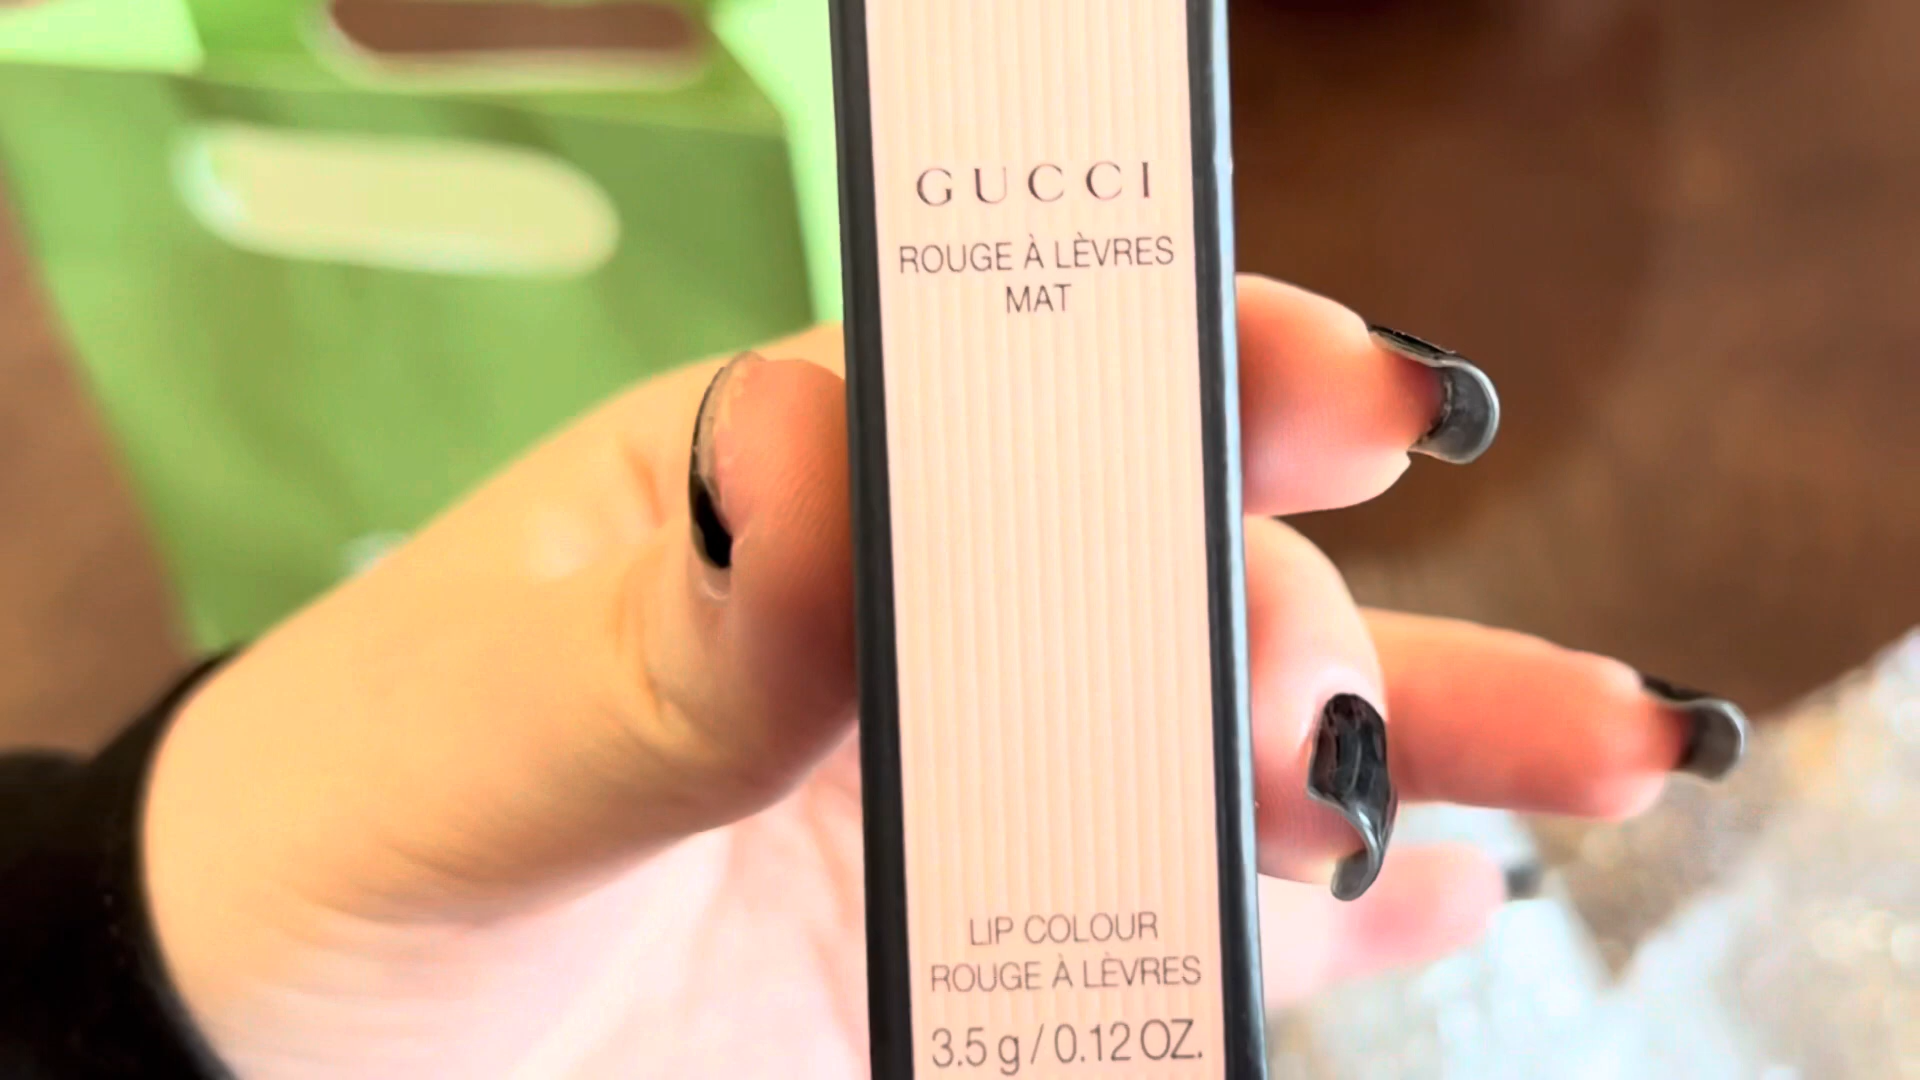 GUCCI
ROUGE À LÈVRES
MAT
LIP COLOUR
ROUGE À LÈVRES
3.5 g / 0.12 OZ.